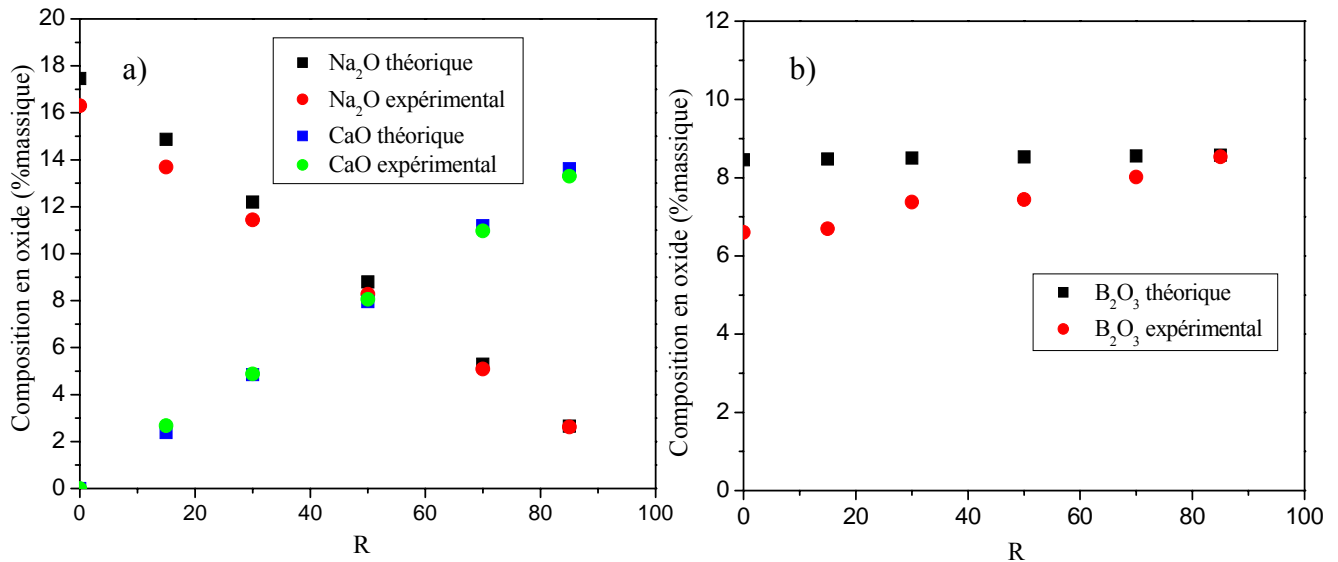 a)
Na₂O théorique
Na₂O expérimental
CaO théorique
CaO expérimental
Composition en oxide (%massique)
20
18
16
14
12
10
8
6
4
2
0
0 20 40 60 80 100
R
b)
B₂O₃ théorique
B₂O₃ expérimental
Composition en oxide (%massique)
12
10
8
6
4
2
0
0 20 40 60 80 100
R